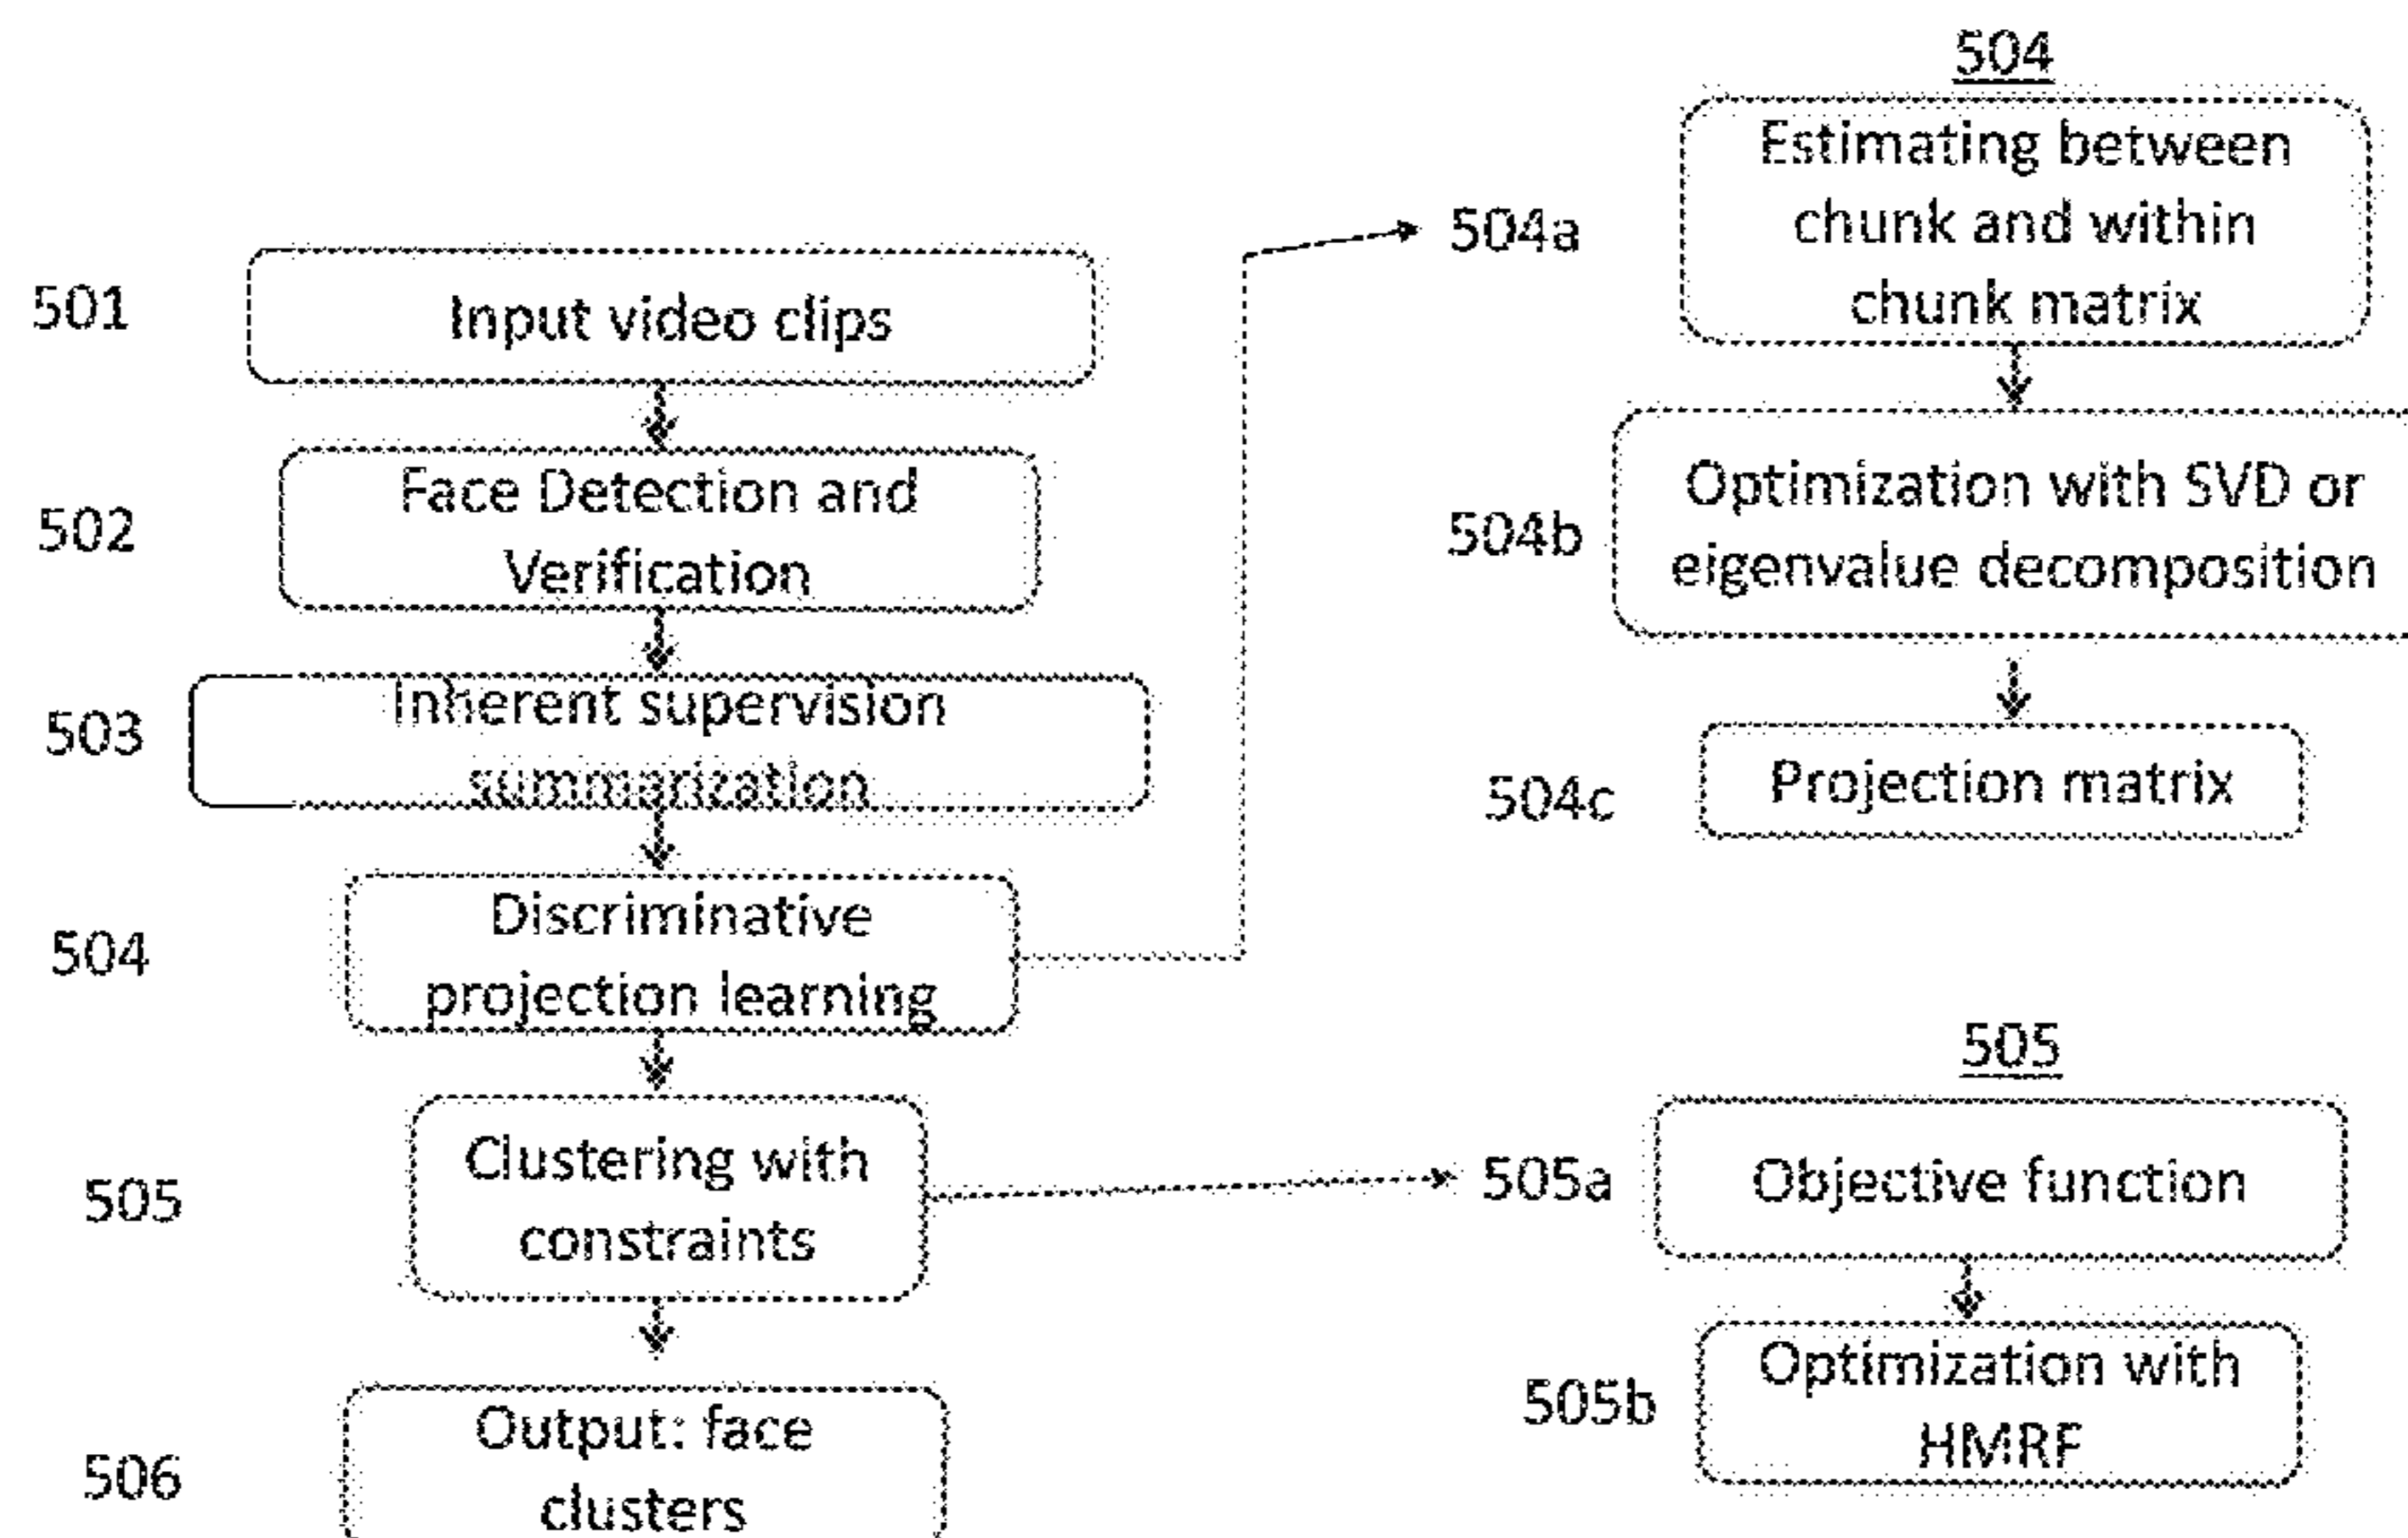 501
Input video clips
502
Face Detection and
Verification
503
Inherent supervision
summarization
504
Discriminative
projection learning
505
Clustering with
constraints
506
Output: face
clusters
504
504a
Estimating between
chunk and within
chunk matrix
504b
Optimization with SVD or
eigenvalue decomposition
504c
Projection matrix
505
505a
Objective function
505b
Optimization with
HMRF